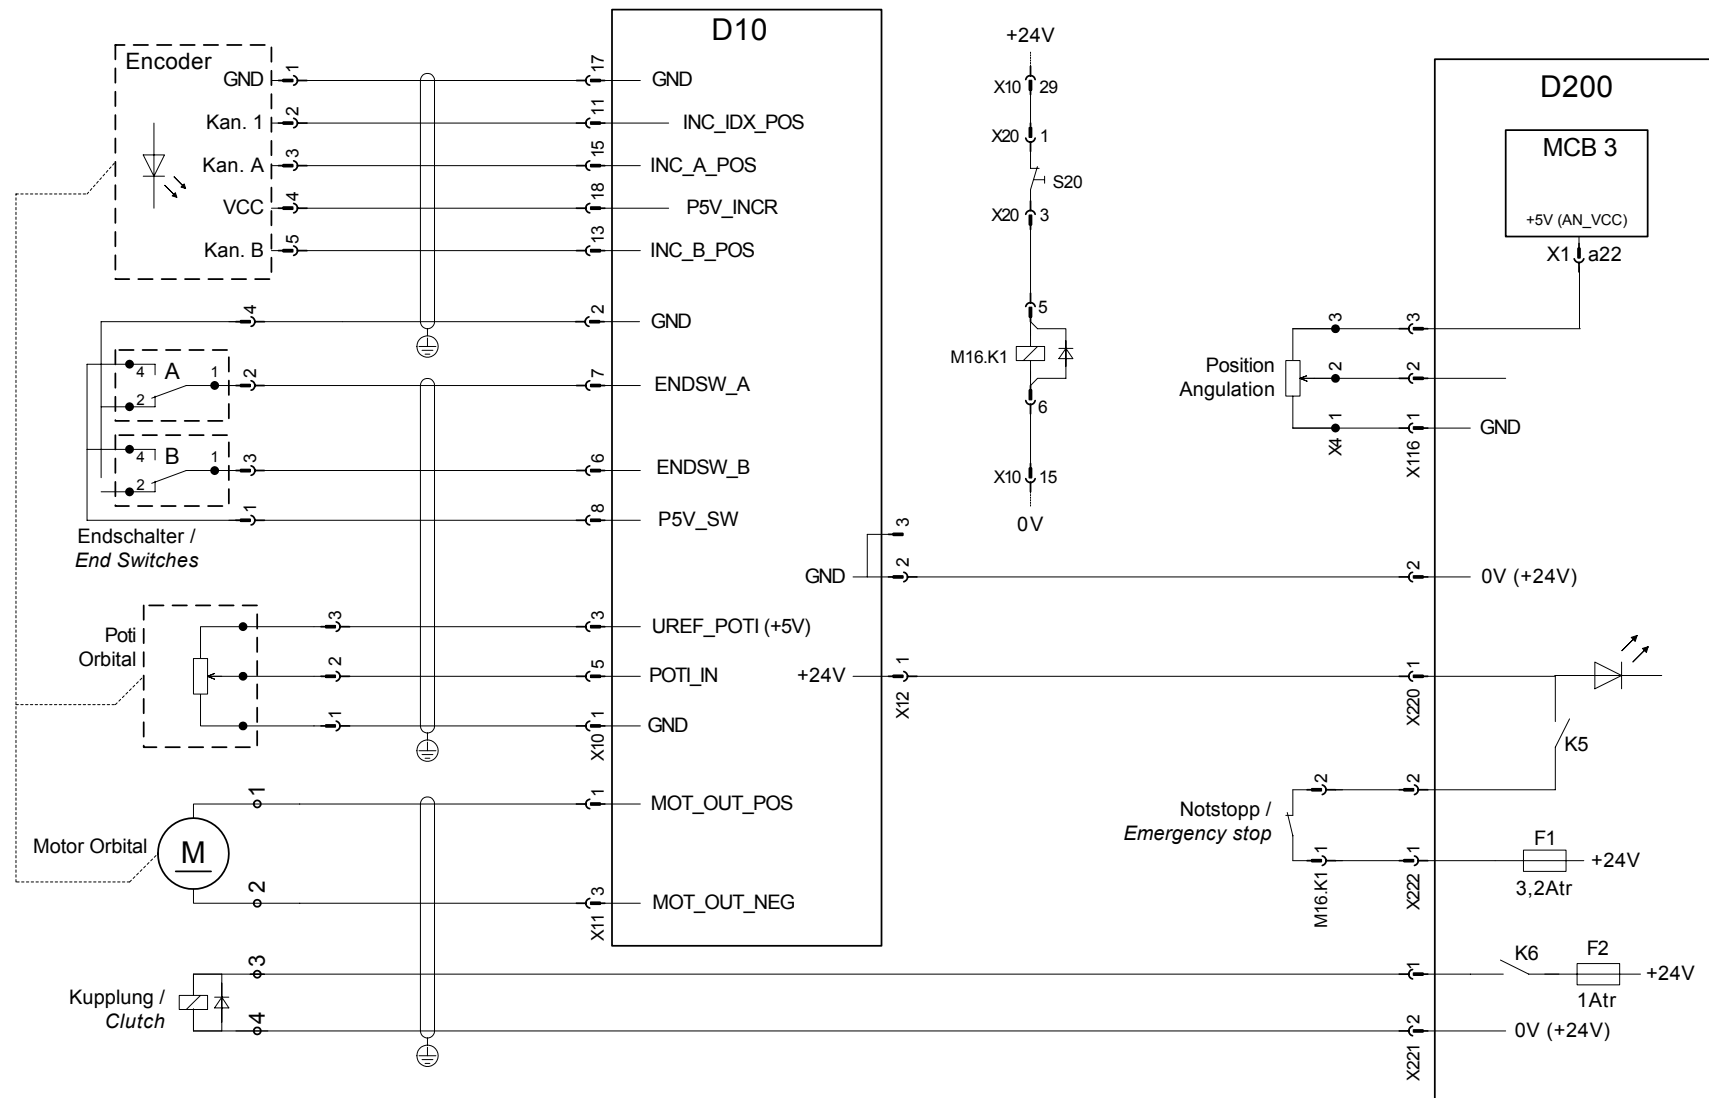 D10
Encoder
GND 1 17 GND
Kan. 1 2 11 INC_IDX_POS
Kan. A 3 15 INC_A_POS
VCC 4 18 P5V_INCR
Kan. B 5 13 INC_B_POS
4 2 GND
4 A 1 2 7 ENDSW_A
2
4 B 1 3 6 ENDSW_B
2
1 8 P5V_SW
Endschalter /
End Switches
Poti
Orbital
3 3 UREF_POTI (+5V)
2 5 POTI_IN
1 1 GND
X10
Motor Orbital
M
1 1 MOT_OUT_POS
2 3 MOT_OUT_NEG
X11
Kupplung /
Clutch
3
4
3
GND 2
+24V 1
X12
+24V
X10 29
X20 1
S20
X20 3
5
M16.K1
6
X10 15
0V
D200
MCB 3
+5V (AN_VCC)
X1 a22
Position
Angulation
3 3
2 2
1 1 GND
X4 X116
2 0V (+24V)
1
X220
K5
Notstopp /
Emergency stop
2 2
1 1
M16.K1 X222
F1
+24V
3,2Atr
1 K6 F2
+24V
1Atr
2 0V (+24V)
X221